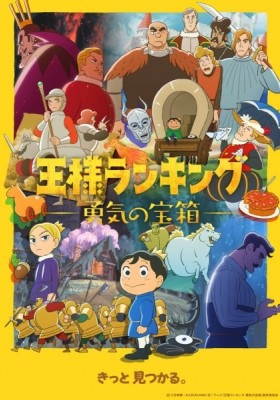 王様ランキング
勇気の宝箱
きっと 見つかる。